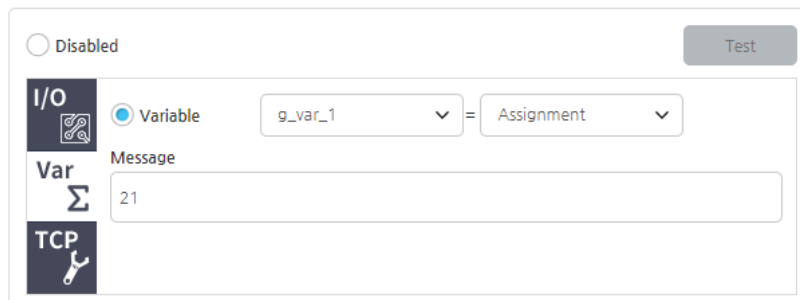 Disabled
Test
I/O
Variable
g_var_1
=
Assignment
Var
Σ
Message
21
TCP